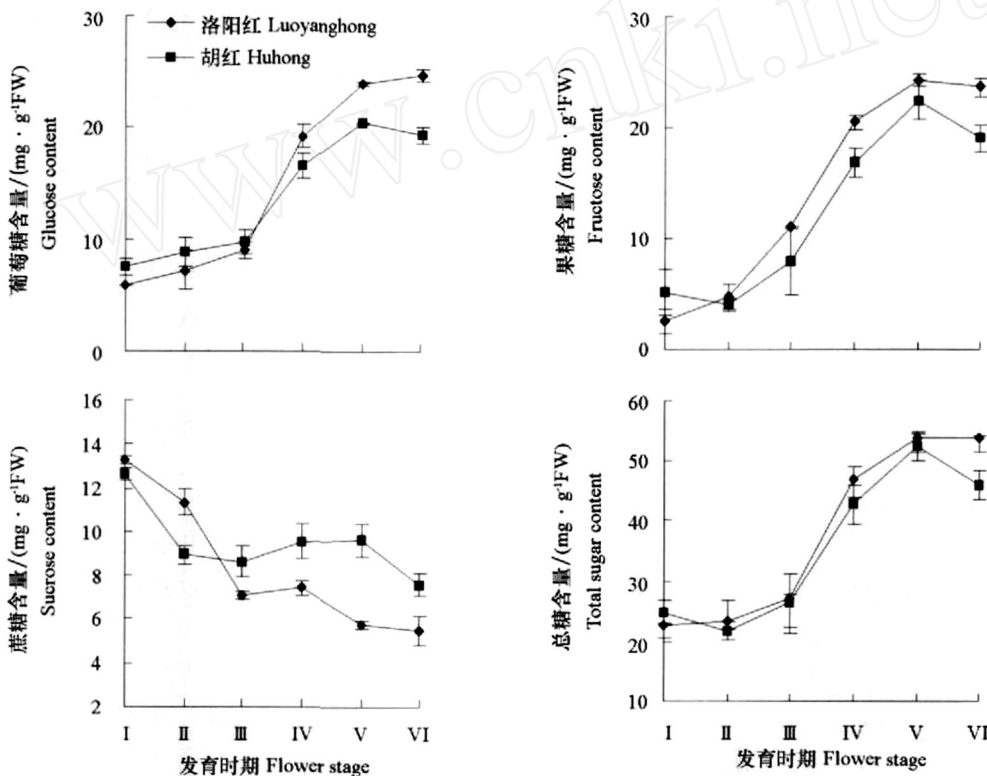 30
20
10
0
葡萄糖含量/(mg · g⁻¹FW)
Glucose content
洛阳红 Luoyanghong
胡红 Huhong
30
20
10
0
果糖含量/(mg · g⁻¹FW)
Fructose content
16
14
12
10
8
6
4
2
蔗糖含量/(mg · g⁻¹FW)
Sucrose content
I II III IV V VI
发育时期 Flower stage
60
50
40
30
20
10
总糖含量/(mg · g⁻¹FW)
Total sugar content
I II III IV V VI
发育时期 Flower stage